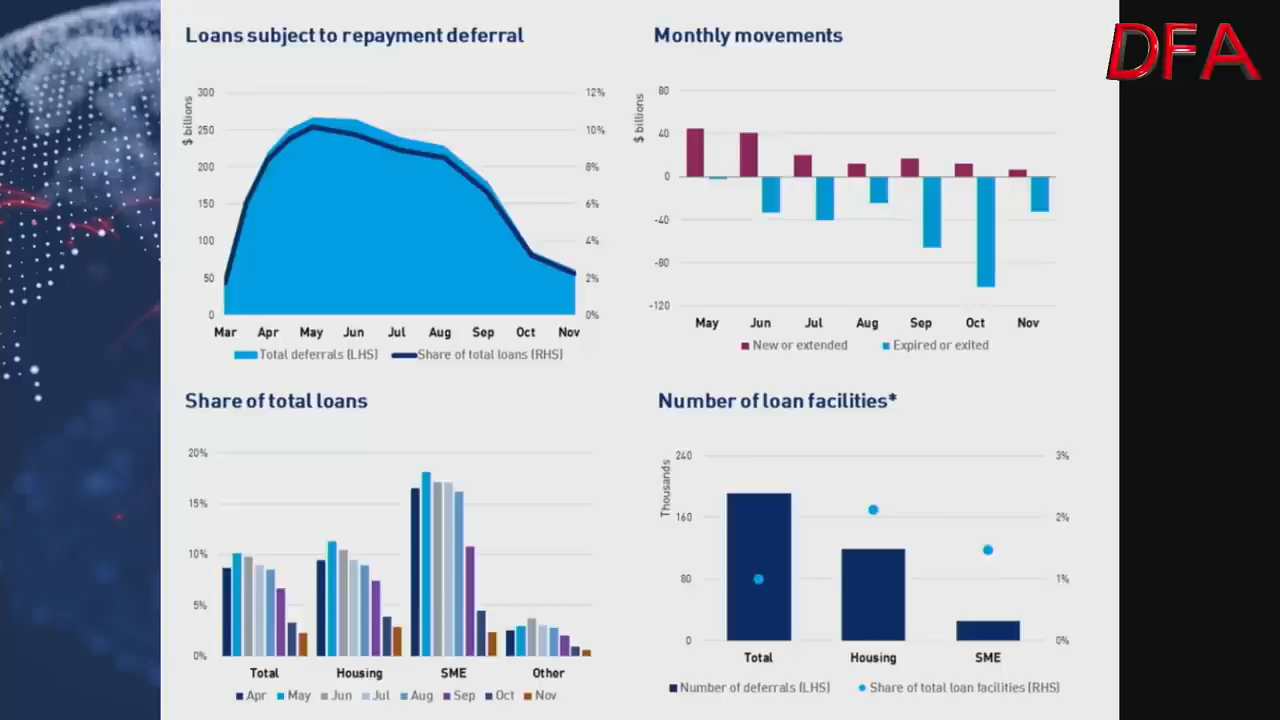 DFA
Loans subject to repayment deferral
$ billions
300
250
200
150
100
50
0
12%
10%
8%
6%
4%
2%
0%
Mar Apr May Jun Jul Aug Sep Oct Nov
Total deferrals (LHS) Share of total loans (RHS)
Monthly movements
$ billions
80
40
0
-40
-80
-120
May Jun Jul Aug Sep Oct Nov
New or extended Expired or exited
Share of total loans
20%
15%
10%
5%
0%
Total Housing SME Other
Apr May Jun Jul Aug Sep Oct Nov
Number of loan facilities*
Thousands
240
160
80
0
3%
2%
1%
0%
Total Housing SME
Number of deferrals (LHS) Share of total loan facilities (RHS)